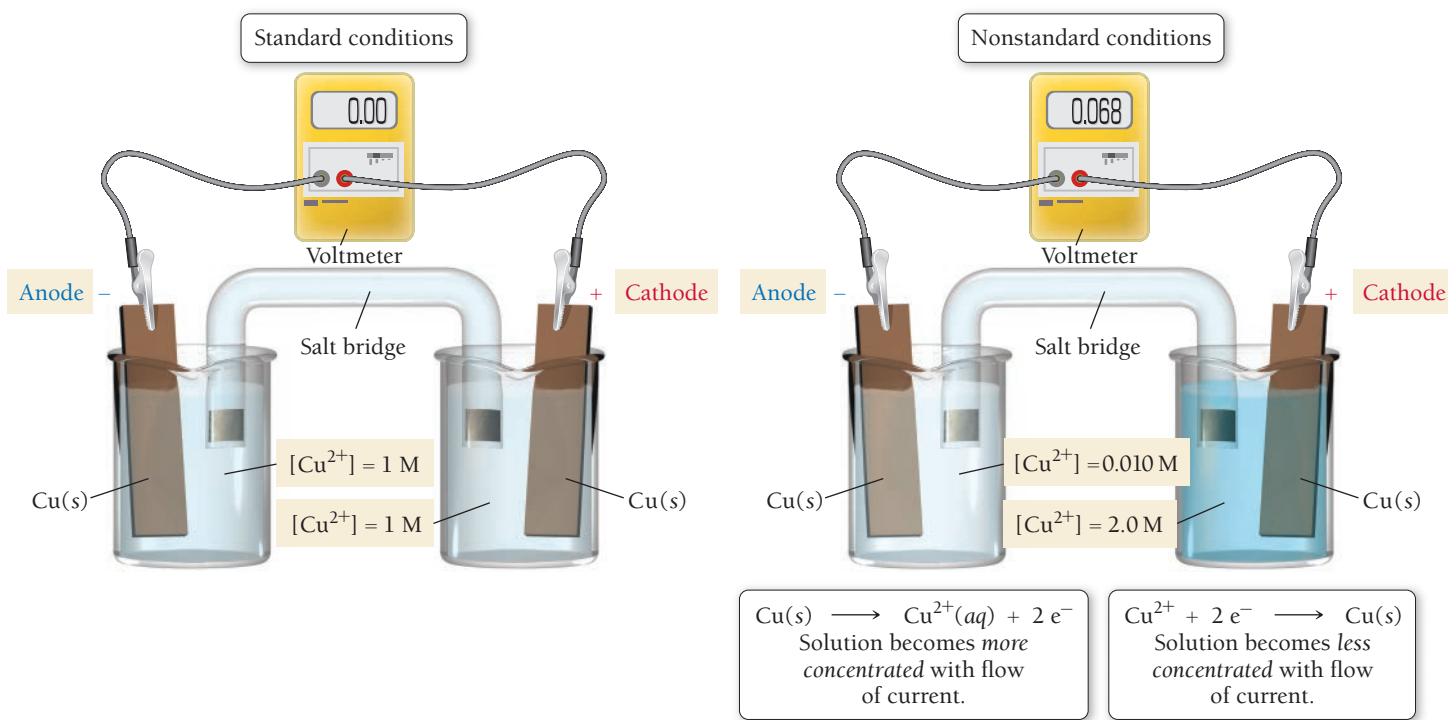 Standard conditions
0.00
Voltmeter
Anode –
+ Cathode
Salt bridge
[Cu²⁺] = 1 M
Cu(s)
[Cu²⁺] = 1 M
Cu(s)
Nonstandard conditions
0.068
Voltmeter
Anode –
+ Cathode
Salt bridge
[Cu²⁺] = 0.010 M
Cu(s)
[Cu²⁺] = 2.0 M
Cu(s)
Cu(s) ⟶ Cu²⁺(aq) + 2 e⁻
Solution becomes more
concentrated with flow
of current.
Cu²⁺ + 2 e⁻ ⟶ Cu(s)
Solution becomes less
concentrated with flow
of current.